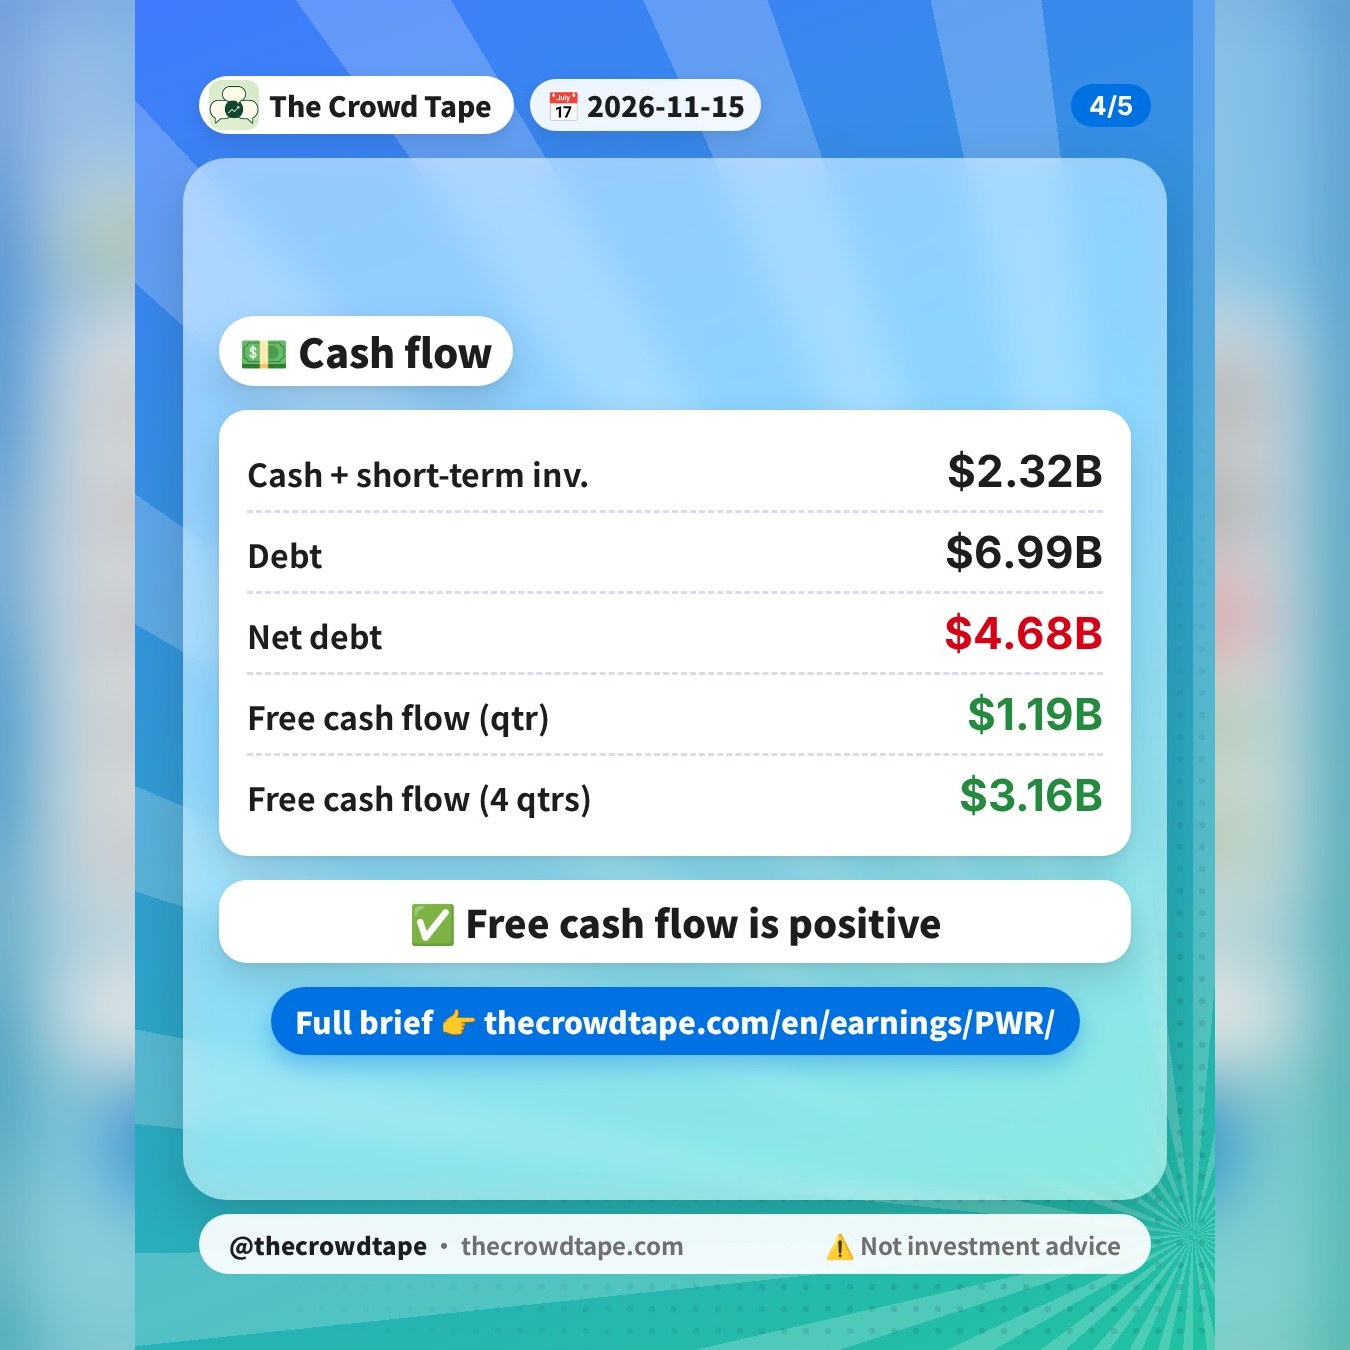 The Crowd Tape
📅 2026-11-15
4/5
💵 Cash flow
Cash + short-term inv. $2.32B
Debt $6.99B
Net debt $4.68B
Free cash flow (qtr) $1.19B
Free cash flow (4 qtrs) $3.16B
✅ Free cash flow is positive
Full brief 👉 thecrowdtape.com/en/earnings/PWR/
@thecrowdtape • thecrowdtape.com
⚠️ Not investment advice